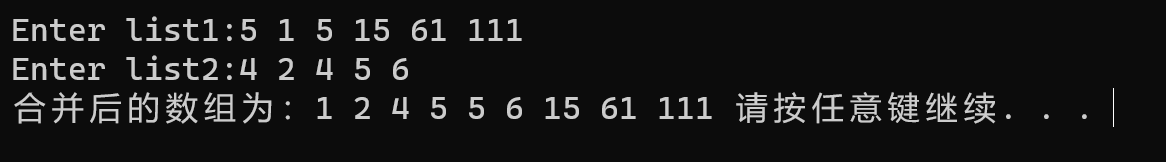 Enter list1:5 1 5 15 61 111
Enter list2:4 2 4 5 6
合并后的数组为：1 2 4 5 5 6 15 61 111 请按任意键继续. . .